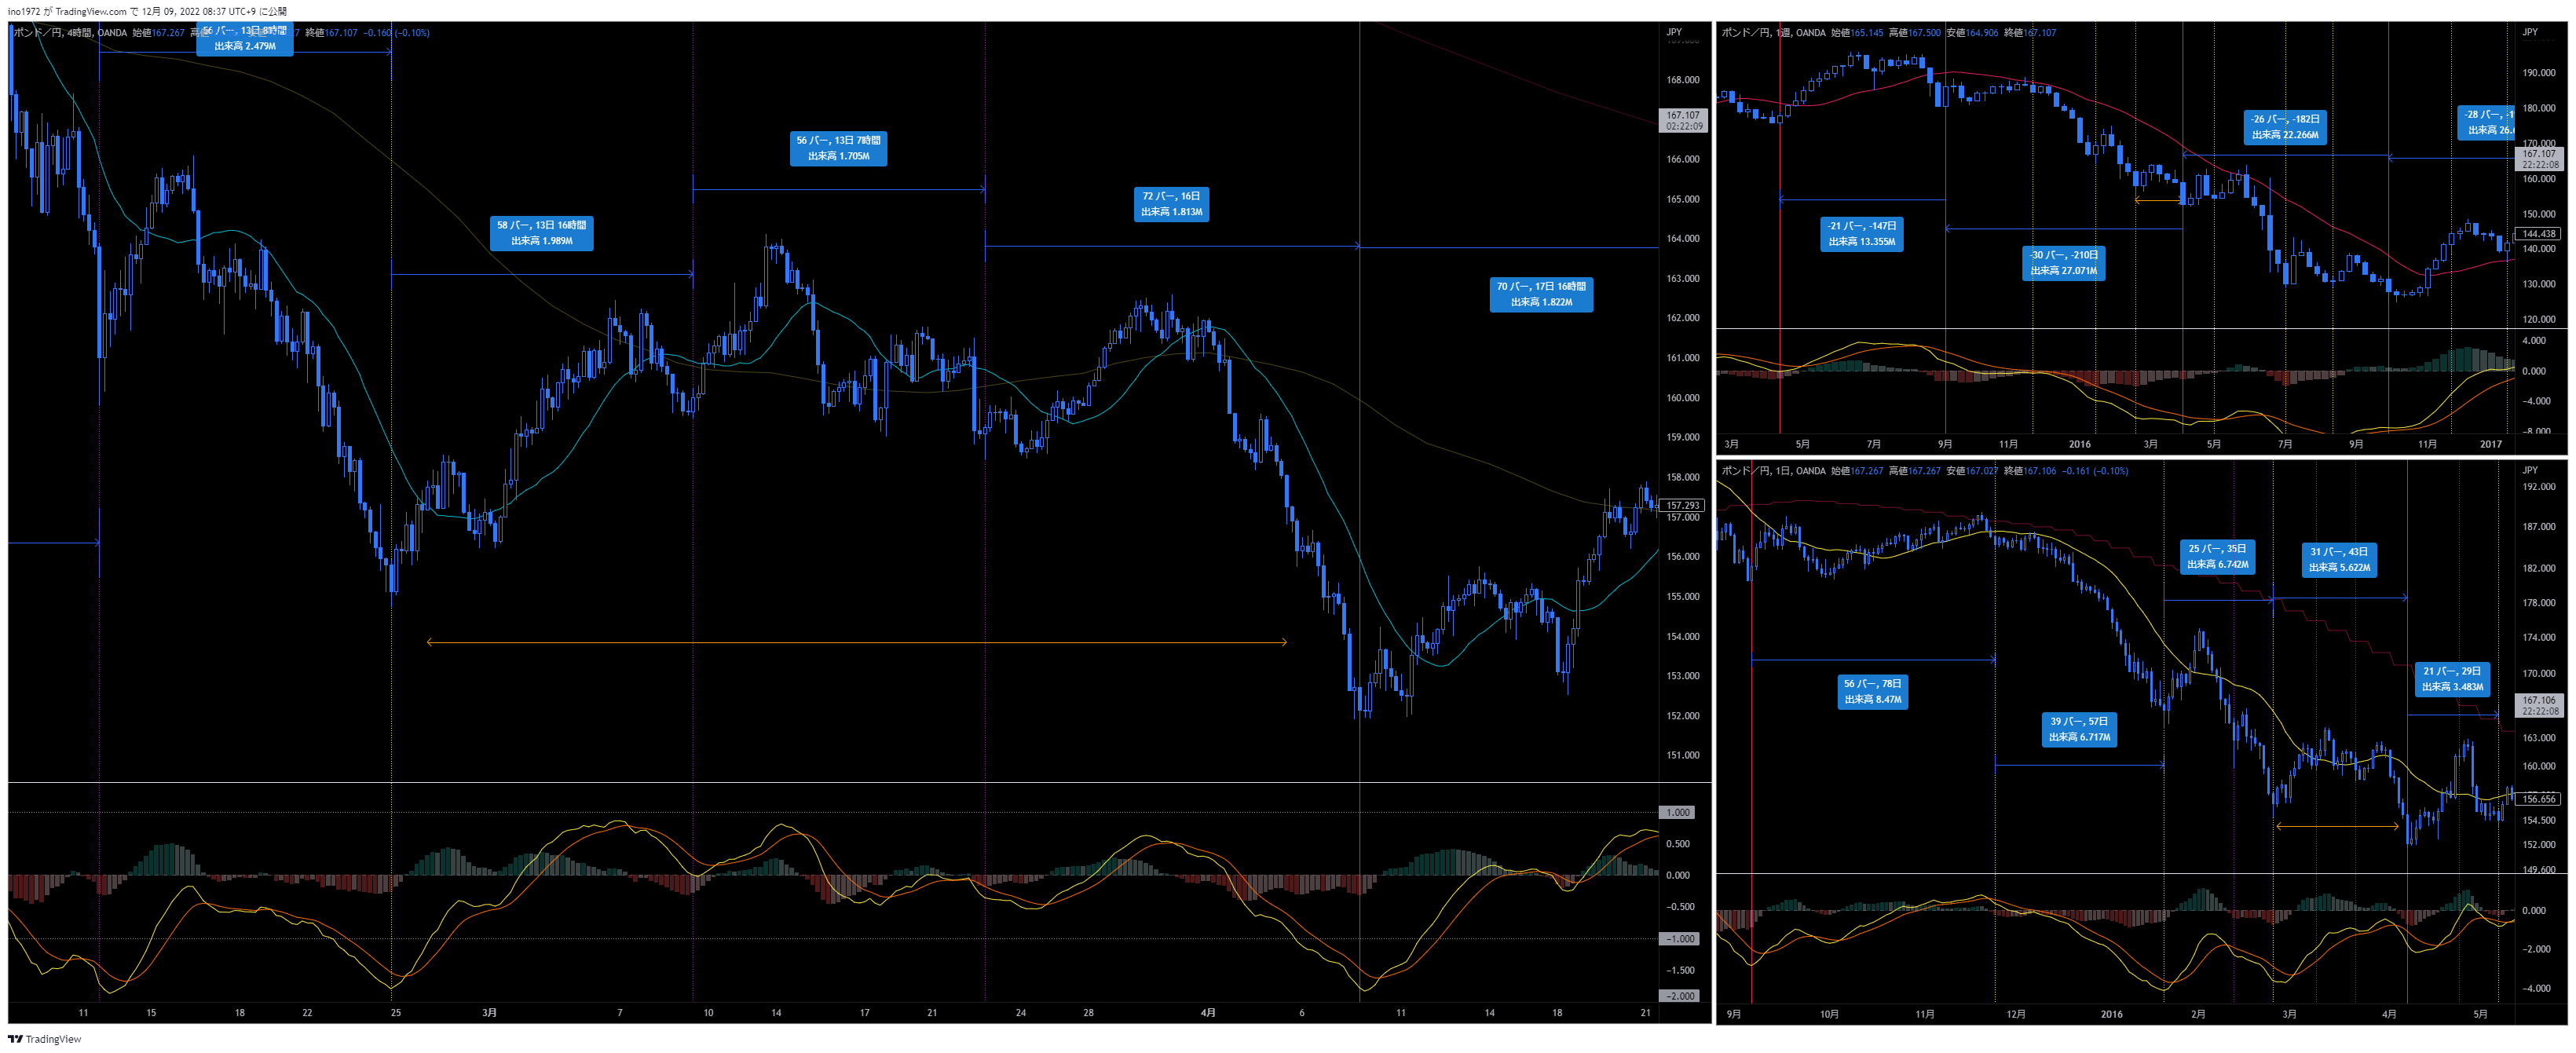 ino1972 が TradingView.com で 12月 09, 2022 08:37 UTC+9 に公開
ポンド／円, 4時間, OANDA 始値167.267 終値167.107 −0.160 (−0.10%)
56 バー, 13日 8時間
出来高 2.479M
58 バー, 13日 16時間
出来高 1.989M
56 バー, 13日 7時間
出来高 1.705M
72 バー, 16日
出来高 1.813M
70 バー, 17日 16時間
出来高 1.822M
JPY
168.000
167.107
02:22:09
166.000
165.000
164.000
163.000
162.000
161.000
160.000
159.000
158.000
157.293
157.000
156.000
155.000
154.000
153.000
152.000
151.000
1.000
0.500
0.000
−0.500
−1.000
−1.500
−2.000
11 15 18 22 25 3月 7 10 14 17 21 24 28 4月 6 11 14 18 21
ポンド／円, 1週, OANDA 始値165.145 高値167.500 安値164.906 終値167.107
-21 バー, -147日
出来高 13.355M
-30 バー, -210日
出来高 27.071M
-26 バー, -182日
出来高 22.266M
-28 バー,
出来高
JPY
190.000
180.000
170.000
167.107
22:22:08
160.000
150.000
144.438
140.000
130.000
120.000
4.000
0.000
−4.000
−8.000
3月 5月 7月 9月 11月 2016 3月 5月 7月 9月 11月 2017
ポンド／円, 1日, OANDA 始値167.267 高値167.267 安値167.027 終値167.106 −0.161 (−0.10%)
56 バー, 78日
出来高 8.47M
39 バー, 57日
出来高 6.717M
25 バー, 35日
出来高 6.742M
31 バー, 43日
出来高 5.622M
21 バー, 29日
出来高 3.483M
JPY
192.000
187.000
182.000
178.000
174.000
170.000
167.106
22:22:08
163.000
160.000
156.656
154.500
152.000
149.600
0.000
−2.000
−4.000
9月 10月 11月 12月 2016 2月 3月 4月 5月
TradingView